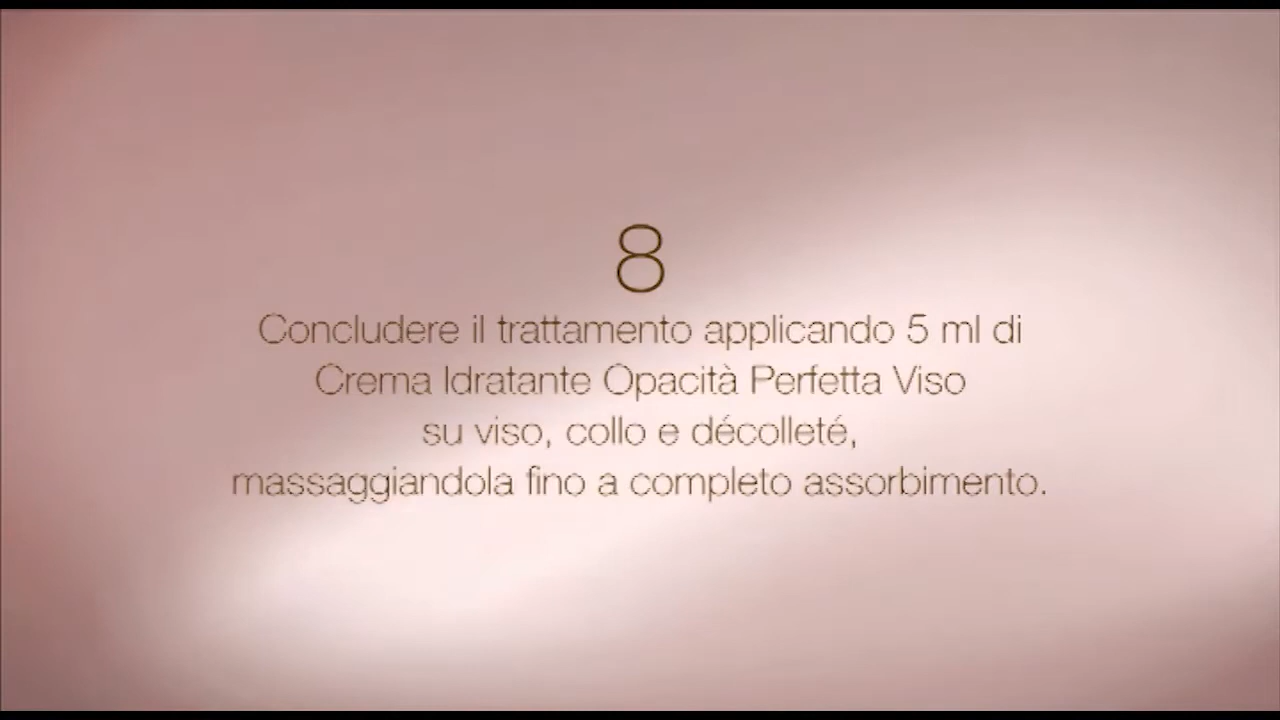 8
Concludere il trattamento applicando 5 ml di
Crema Idratante Opacità Perfetta Viso
su viso, collo e décolleté,
massaggiandola fino a completo assorbimento.